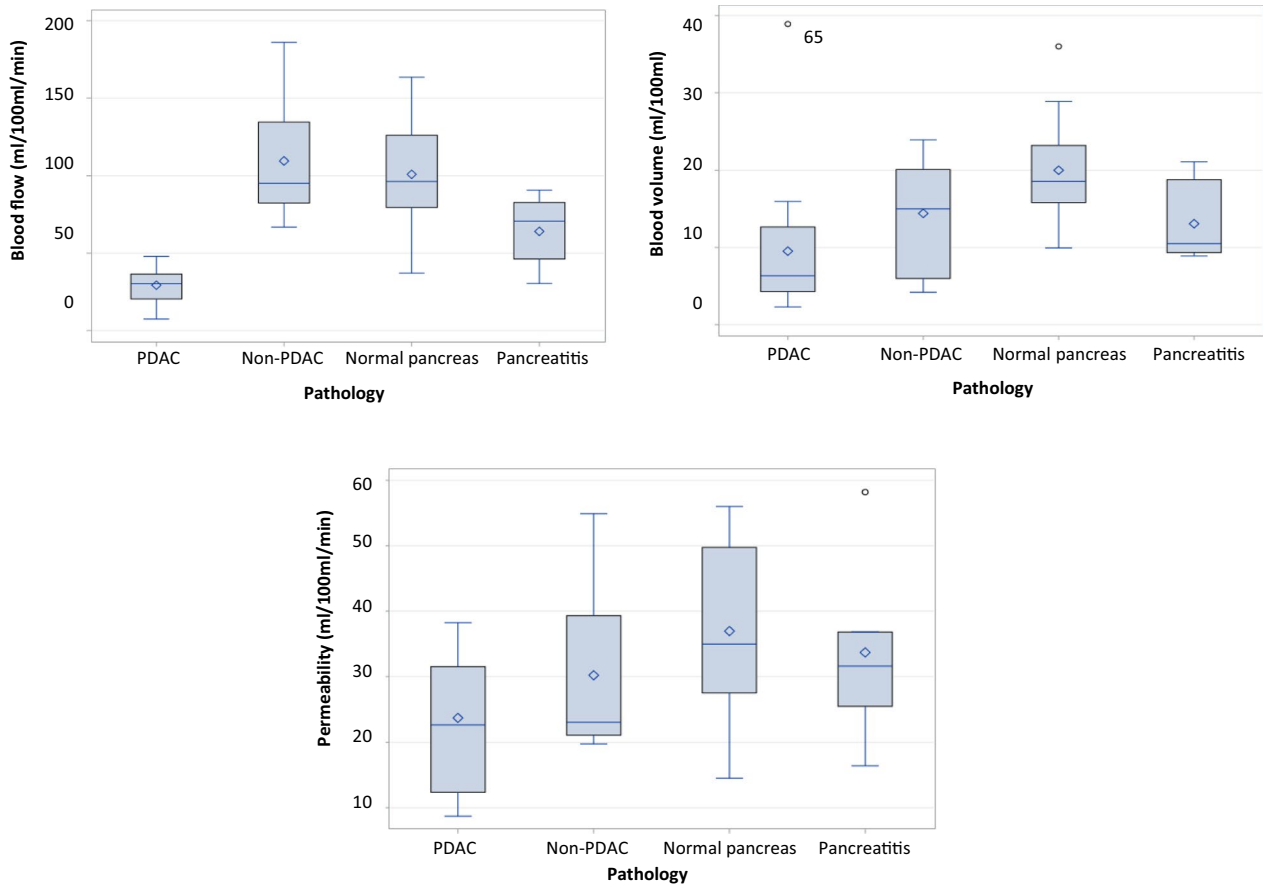 Blood flow (ml/100ml/min)
200
150
100
50
0
PDAC Non-PDAC Normal pancreas Pancreatitis
Pathology
Blood volume (ml/100ml)
40
30
20
10
0
65
PDAC Non-PDAC Normal pancreas Pancreatitis
Pathology
Permeability (ml/100ml/min)
60
50
40
30
20
10
PDAC Non-PDAC Normal pancreas Pancreatitis
Pathology